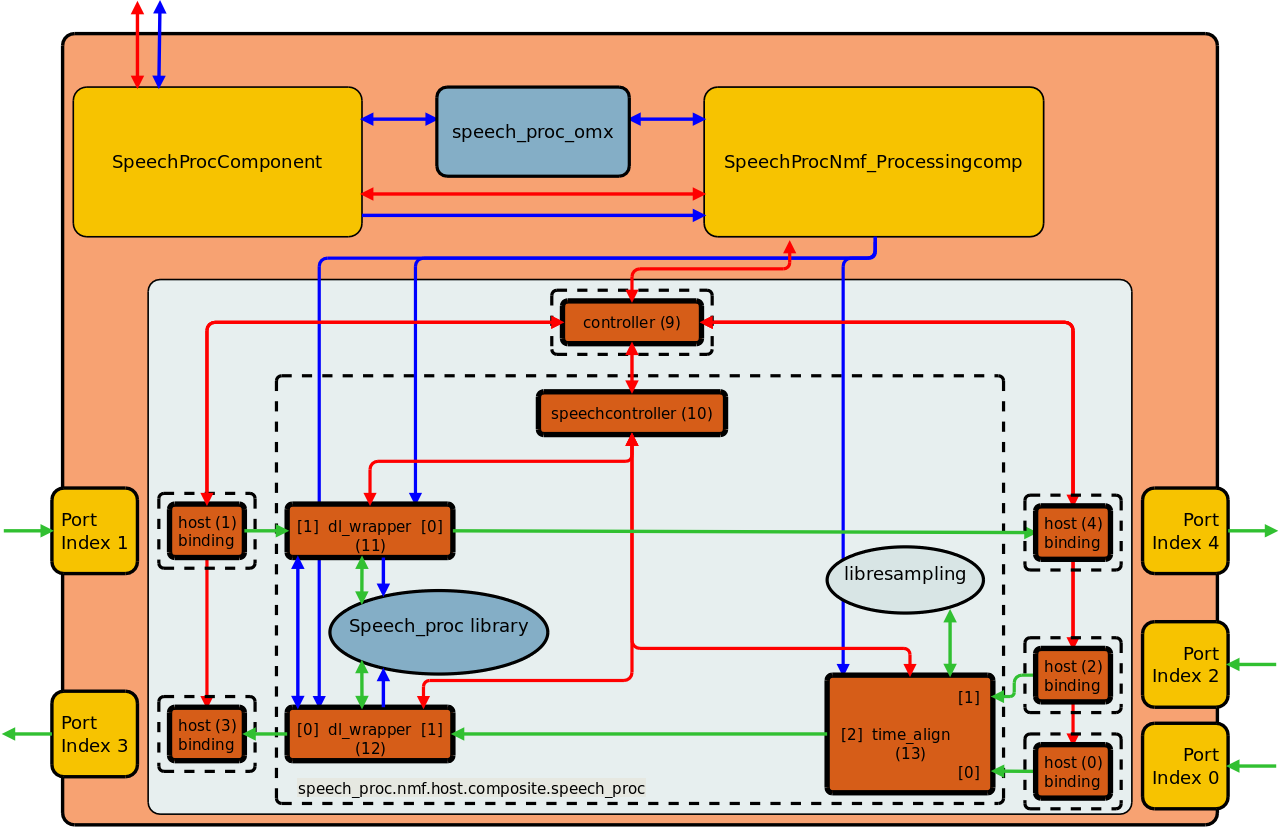 speech_proc_omx
SpeechProcComponent
SpeechProcNmf_Processingcomp
controller (9)
speechcontroller (10)
Port
Index 1
host (1)
binding
[1] dl_wrapper [0]
(11)
host (4)
binding
Port
Index 4
libresampling
Speech_proc library
host (2)
binding
Port
Index 2
Port
Index 3
host (3)
binding
[0] dl_wrapper [1]
(12)
[1]
[2] time_align
(13)
[0]
host (0)
binding
Port
Index 0
speech_proc.nmf.host.composite.speech_proc